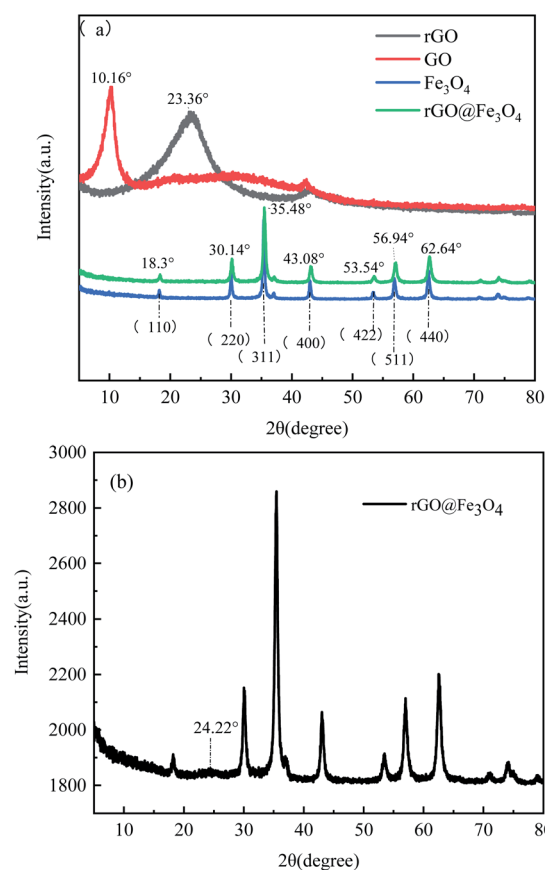 ( a)
rGO
GO
Fe₃O₄
rGO@Fe₃O₄
10.16°
23.36°
35.48°
18.3°
30.14°
43.08°
53.54°
56.94°
62.64°
( 110)
( 220)
( 311)
( 400)
( 422)
( 511)
( 440)
Intensity(a.u.)
10 20 30 40 50 60 70 80
2θ(degree)
(b)
rGO@Fe₃O₄
24.22°
3000
2800
2600
2400
2200
2000
1800
Intensity(a.u.)
10 20 30 40 50 60 70 80
2θ(degree)